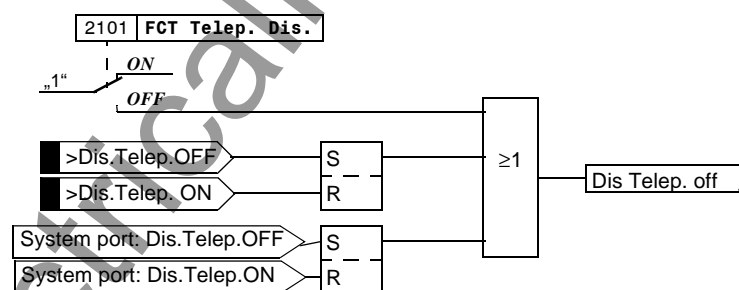 2101 FCT Telep. Dis.
ON
„1“
OFF
>Dis.Telep.OFF S
≥1
>Dis.Telep. ON R
Dis Telep. off
System port: Dis.Telep.OFF S
System port: Dis.Telep.ON R